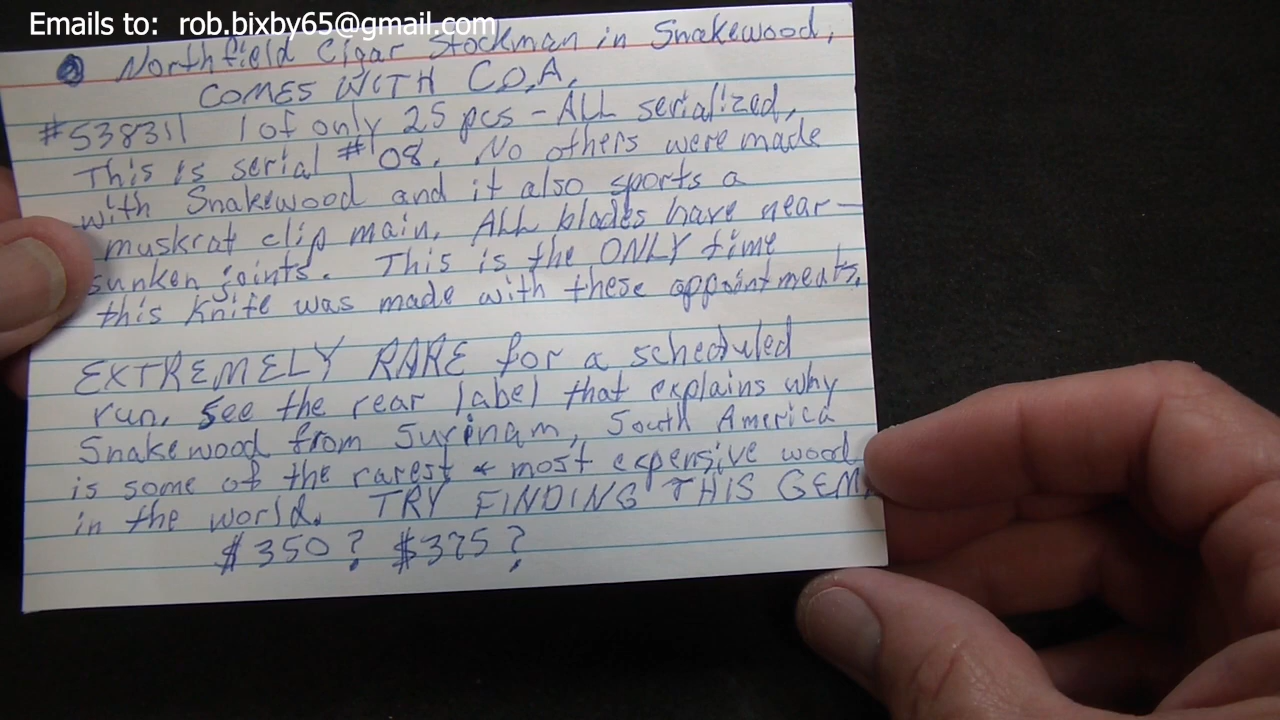 Emails to: rob.bixby65@gmail.com
Northfield Cigar Stockman in Snakewood,
COMES WITH C.O.A.
#538311 1 of only 25 pcs - ALL serialized.
This is serial #08. No others were made
with Snakewood and it also sports a
muskrat clip main. ALL blades have near-
sunken joints. This is the ONLY time
this knife was made with these appointments.
EXTREMELY RARE for a scheduled
run. See the rear label that explains why
Snakewood from Surinam, South America
is some of the rarest & most expensive wood
in the world. TRY FINDING THIS GEM
$350? $375?